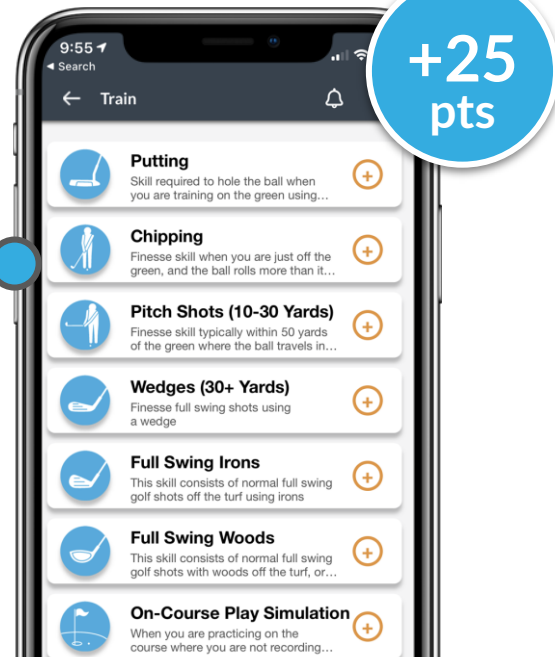 9:55
+25
pts
Search
Train
Putting
Skill required to hole the ball when
you are training on the green using...
Chipping
Finesse skill when you are just off the
green, and the ball rolls more than it...
Pitch Shots (10-30 Yards)
Finesse skill typically within 50 yards
of the green where the ball travels in...
Wedges (30+ Yards)
Finesse full swing shots using
a wedge
Full Swing Irons
This skill consists of normal full swing
golf shots off the turf using irons
Full Swing Woods
This skill consists of normal full swing
golf shots with woods off the turf, or...
On-Course Play Simulation
When you are practicing on the
course where you are not recording...